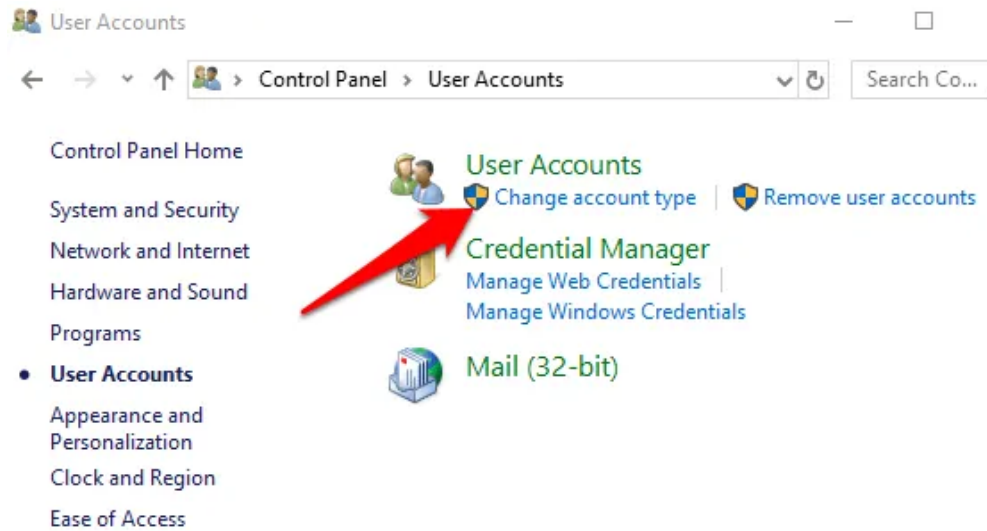 User Accounts
Control Panel > User Accounts
Search Co...
Control Panel Home
System and Security
Network and Internet
Hardware and Sound
Programs
User Accounts
Appearance and
Personalization
Clock and Region
Ease of Access
User Accounts
Change account type
Remove user accounts
Credential Manager
Manage Web Credentials
Manage Windows Credentials
Mail (32-bit)